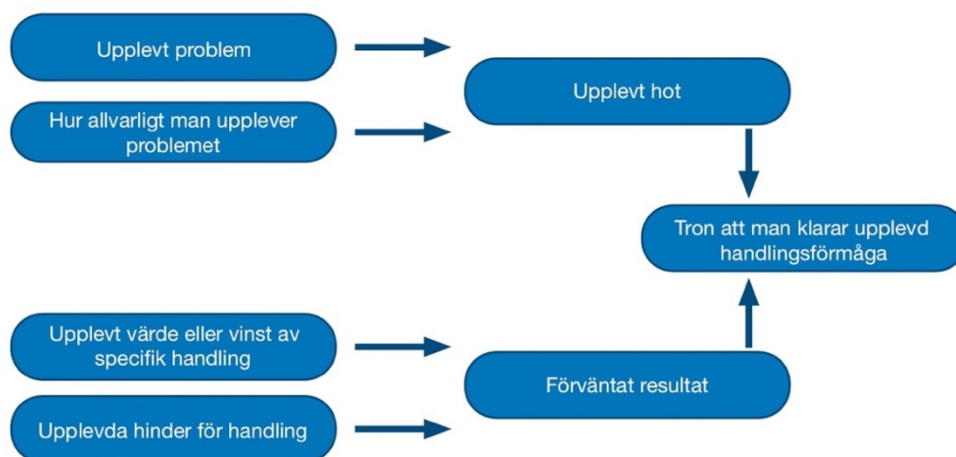 Upplevt problem
Upplevt hot
Hur allvarligt man upplever
problemet
Tron att man klarar upplevd
handlingsförmåga
Upplevt värde eller vinst av
specifik handling
Förväntat resultat
Upplevda hinder för handling